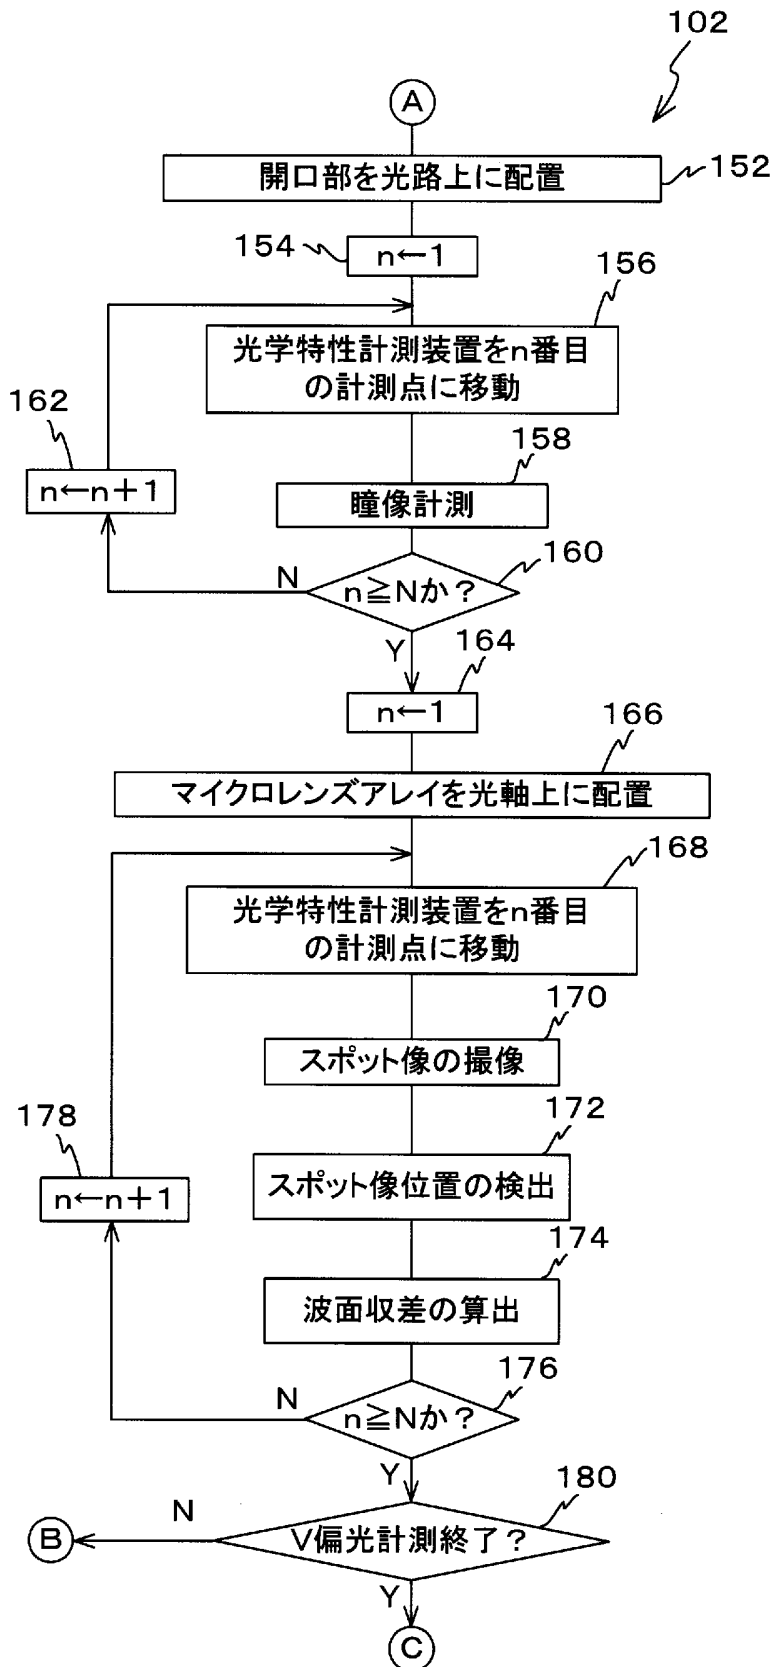 102
A
開口部を光路上に配置
152
154
n←1
156
光学特性計測装置をn番目
の計測点に移動
162
n←n+1
158
瞳像計測
160
N
n≧Nか?
Y
164
n←1
166
マイクロレンズアレイを光軸上に配置
168
光学特性計測装置をn番目
の計測点に移動
170
スポット像の撮像
178
n←n+1
172
スポット像位置の検出
174
波面収差の算出
176
N
n≧Nか?
Y
180
N
B
V偏光計測終了?
Y
C